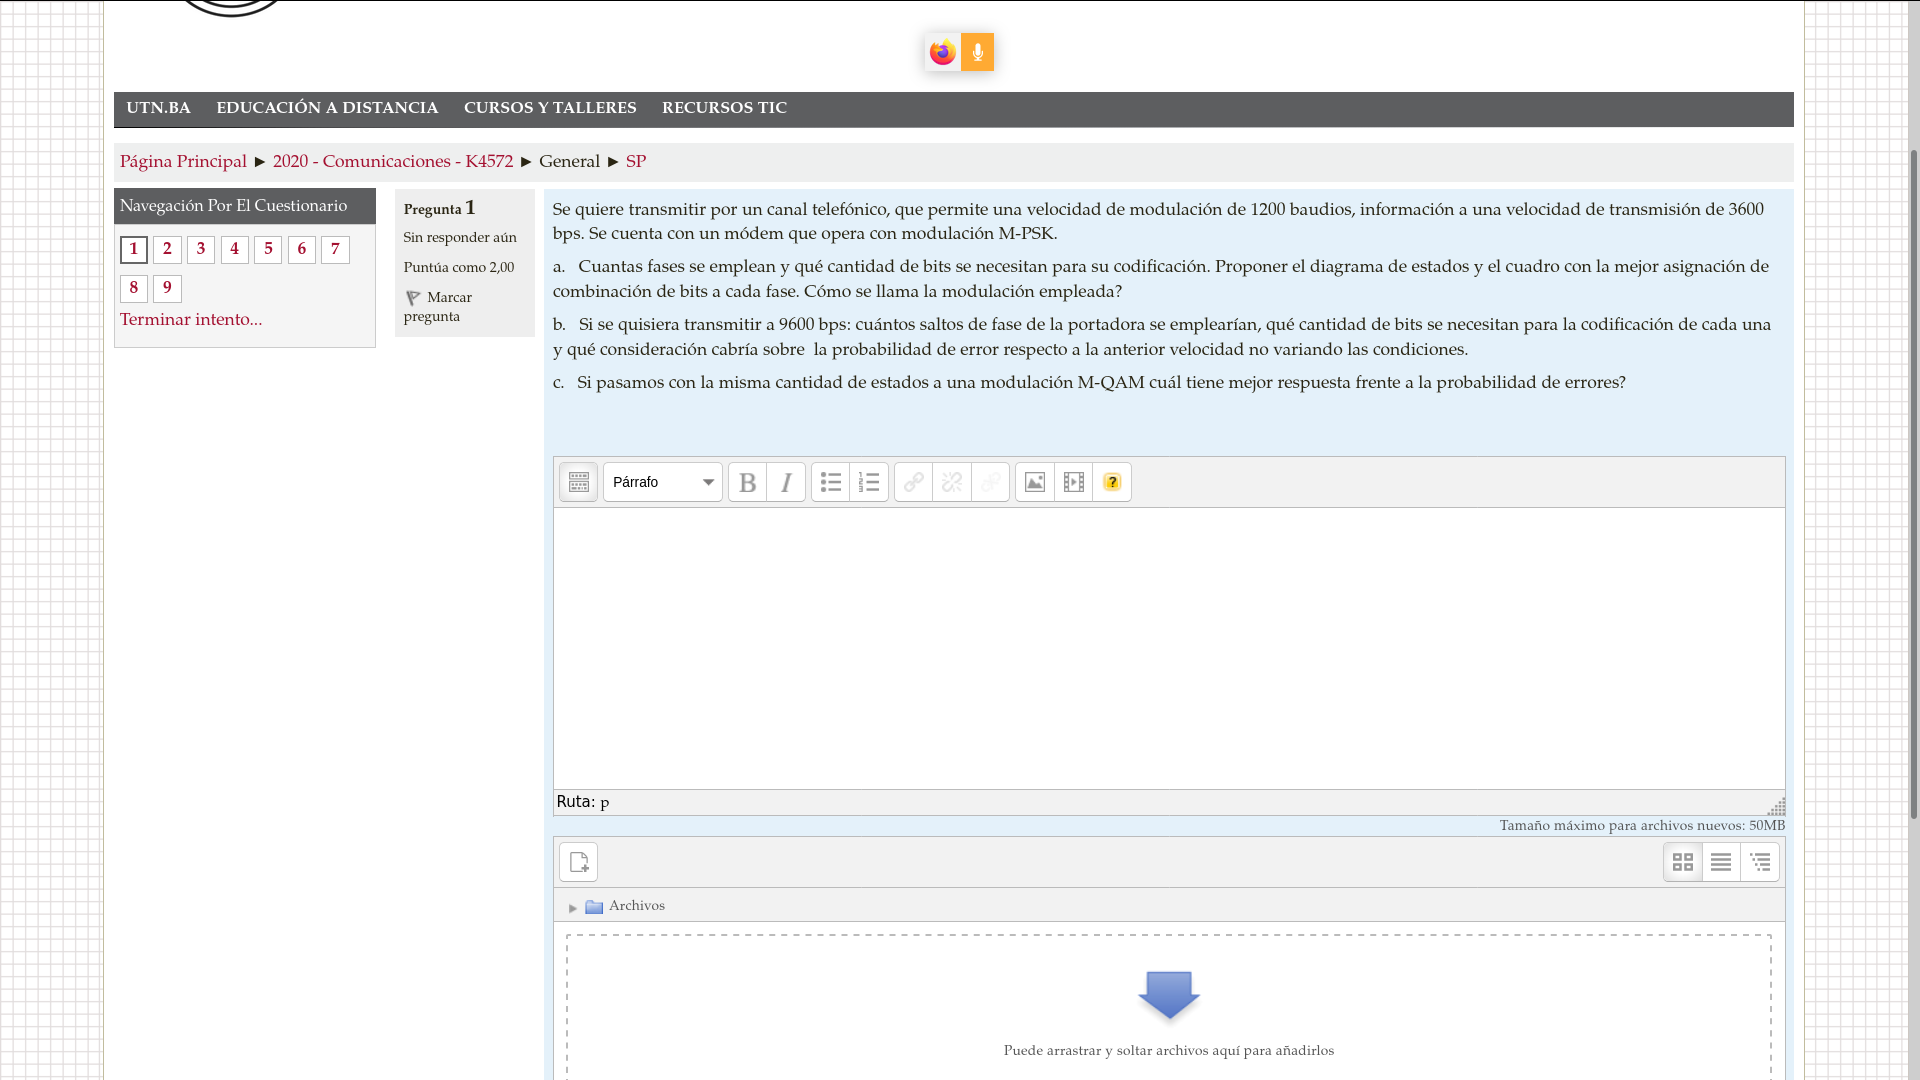 UTN.BA EDUCACIÓN A DISTANCIA CURSOS Y TALLERES RECURSOS TIC
Página Principal ► 2020 - Comunicaciones - K4572 ► General ► SP
Navegación Por El Cuestionario
1 2 3 4 5 6 7
8 9
Terminar intento...
Pregunta 1
Sin responder aún
Puntúa como 2,00
Marcar
pregunta
Se quiere transmitir por un canal telefónico, que permite una velocidad de modulación de 1200 baudios, información a una velocidad de transmisión de 3600
bps. Se cuenta con un módem que opera con modulación M-PSK.
a. Cuantas fases se emplean y qué cantidad de bits se necesitan para su codificación. Proponer el diagrama de estados y el cuadro con la mejor asignación de
combinación de bits a cada fase. Cómo se llama la modulación empleada?
b. Si se quisiera transmitir a 9600 bps: cuántos saltos de fase de la portadora se emplearían, qué cantidad de bits se necesitan para la codificación de cada una
y qué consideración cabría sobre la probabilidad de error respecto a la anterior velocidad no variando las condiciones.
c. Si pasamos con la misma cantidad de estados a una modulación M-QAM cuál tiene mejor respuesta frente a la probabilidad de errores?
Párrafo B I ?
Ruta: p
Tamaño máximo para archivos nuevos: 50MB
Archivos
Puede arrastrar y soltar archivos aquí para añadirlos